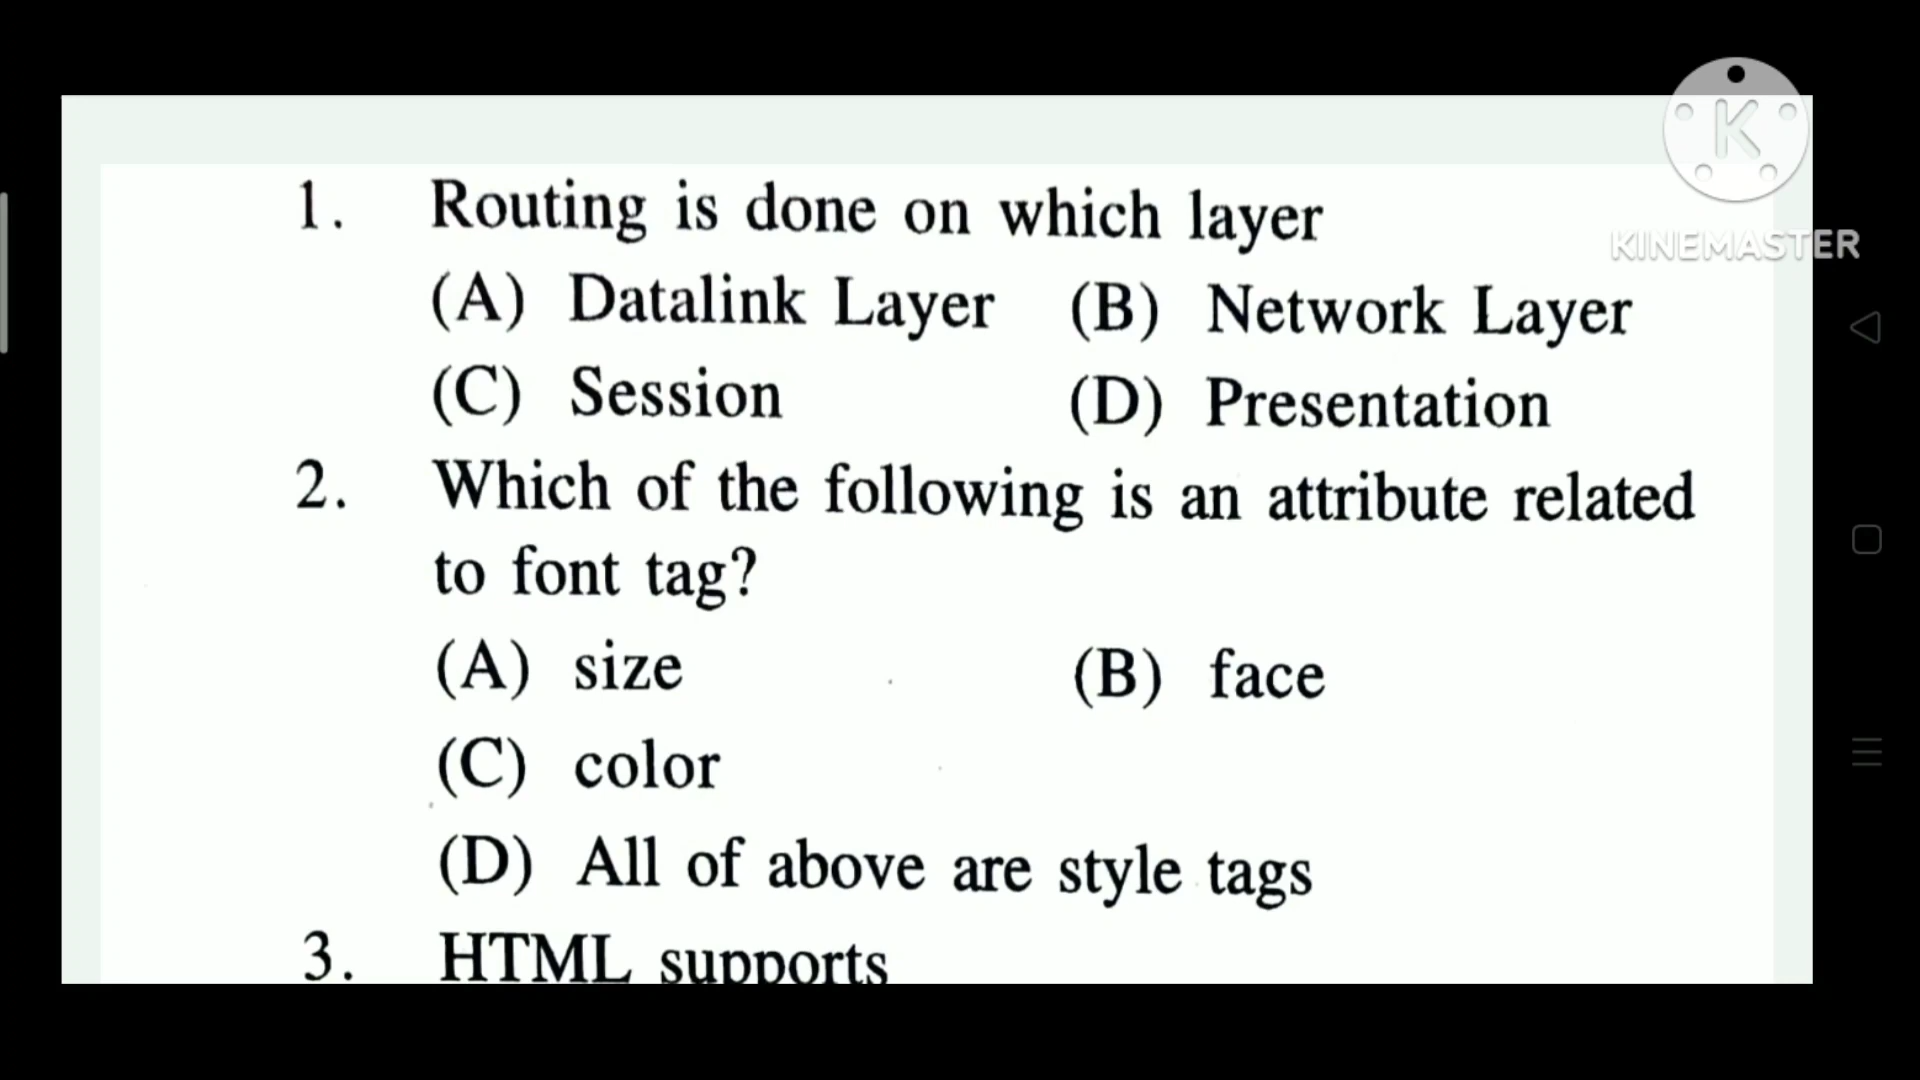 K
KINEMASTER
1. Routing is done on which layer
(A) Datalink Layer (B) Network Layer
(C) Session (D) Presentation
2. Which of the following is an attribute related
to font tag?
(A) size (B) face
(C) color
(D) All of above are style tags
3. HTML supports